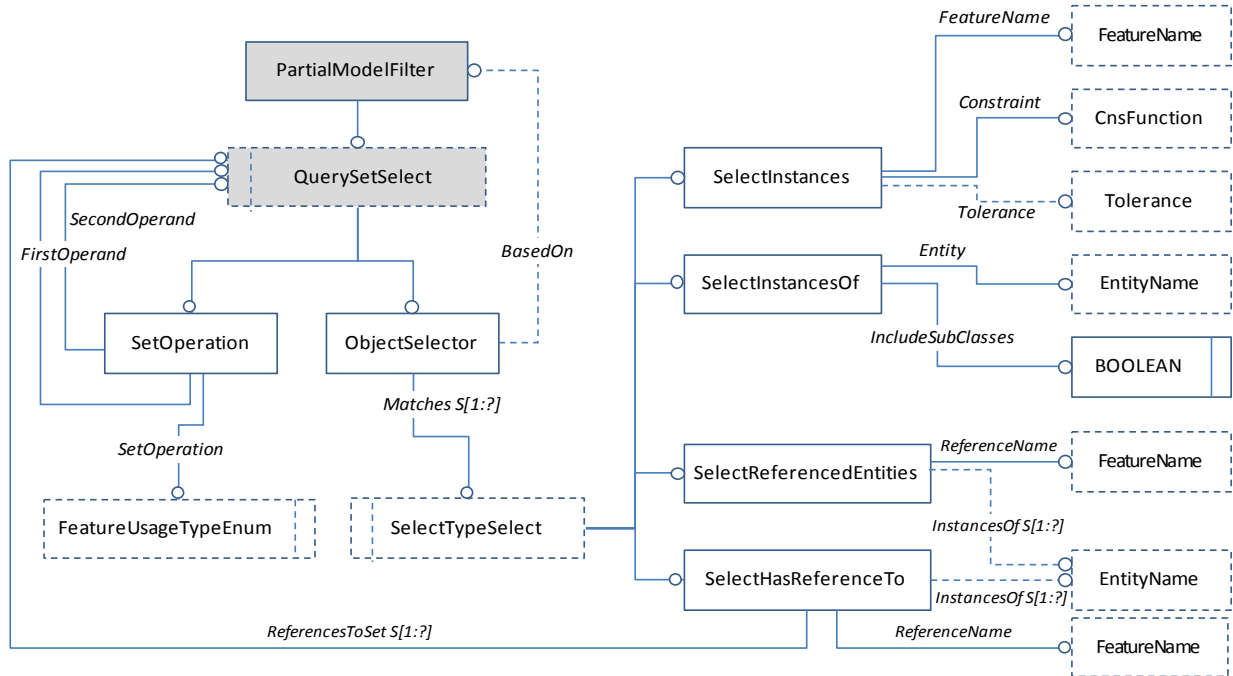 FeatureName
FeatureName
PartialModelFilter
Constraint
CnsFunction
QuerySetSelect
SelectInstances
Tolerance
Tolerance
SecondOperand
FirstOperand
BasedOn
Entity
SelectInstancesOf
EntityName
IncludeSubClasses
SetOperation
ObjectSelector
BOOLEAN
Matches S[1:?]
SetOperation
ReferenceName
SelectReferencedEntities
FeatureName
FeatureUsageTypeEnum
SelectTypeSelect
InstancesOf S[1:?]
SelectHasReferenceTo
EntityName
InstancesOf S[1:?]
ReferencesToSet S[1:?]
ReferenceName
FeatureName